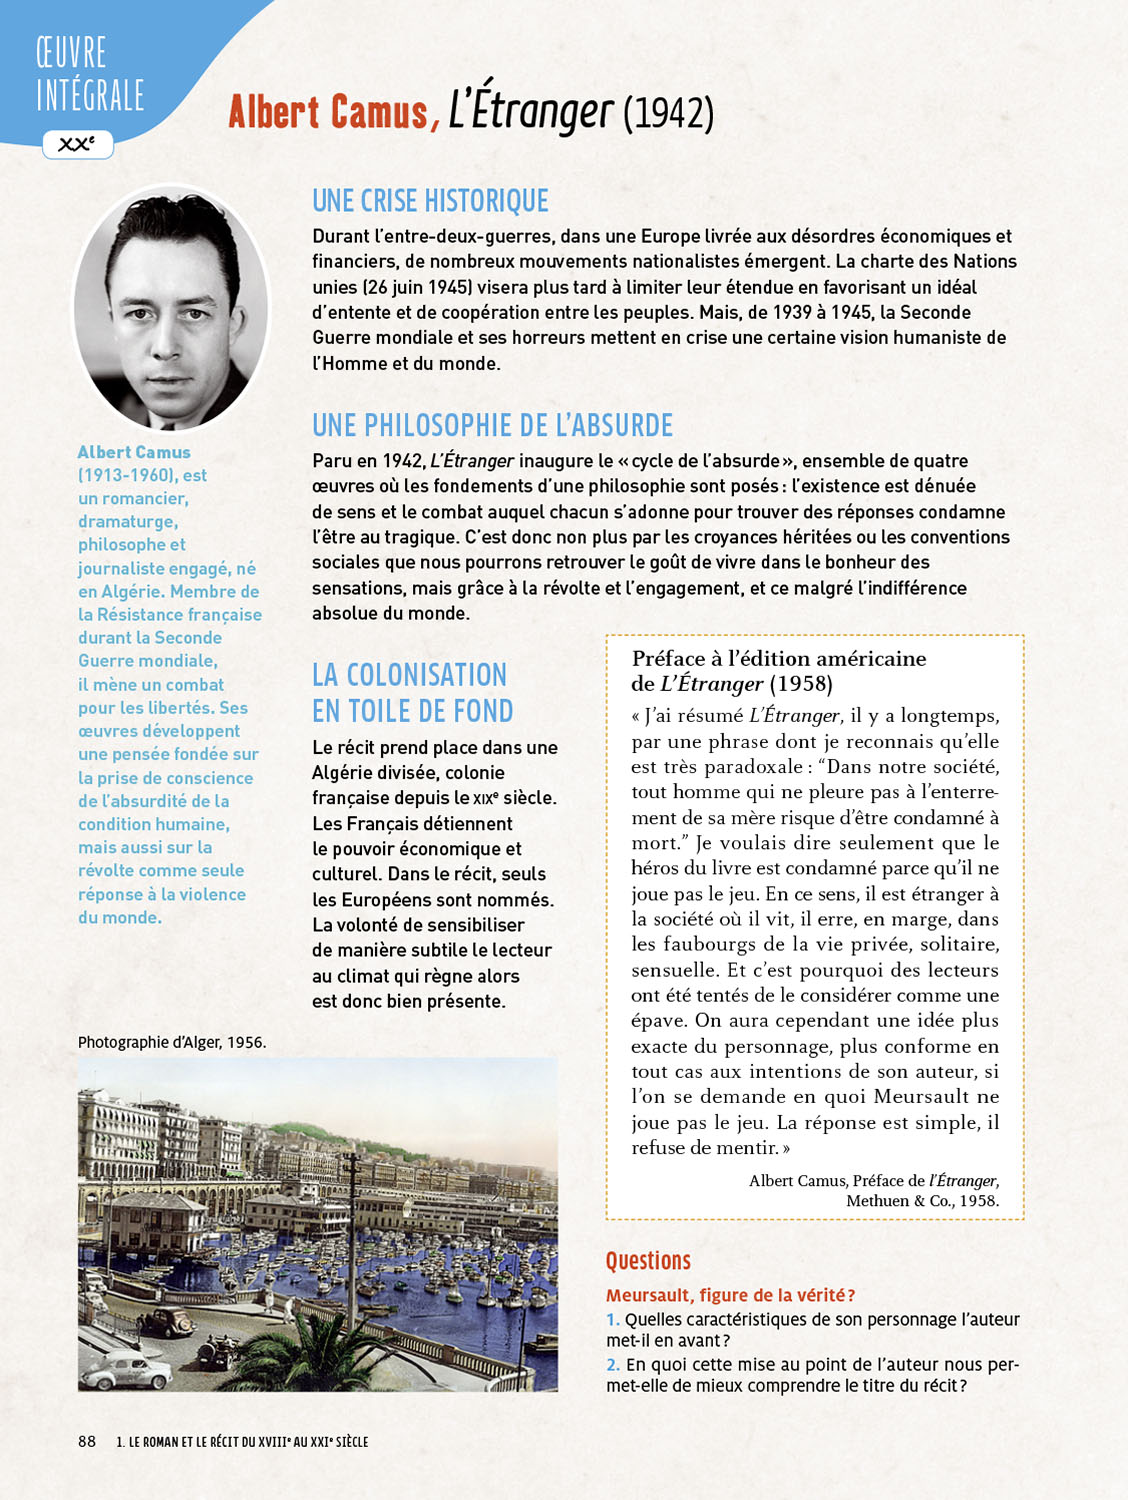 ŒUVRE
INTÉGRALE
XXe
Albert Camus, L’Étranger (1942)
Albert Camus
(1913-1960), est
un romancier,
dramaturge,
philosophe et
journaliste engagé, né
en Algérie. Membre de
la Résistance française
durant la Seconde
Guerre mondiale,
il mène un combat
pour les libertés. Ses
œuvres développent
une pensée fondée sur
la prise de conscience
de l’absurdité de la
condition humaine,
mais aussi sur la
révolte comme seule
réponse à la violence
du monde.
UNE CRISE HISTORIQUE
Durant l’entre-deux-guerres, dans une Europe livrée aux désordres économiques et
financiers, de nombreux mouvements nationalistes émergent. La charte des Nations
unies (26 juin 1945) visera plus tard à limiter leur étendue en favorisant un idéal
d’entente et de coopération entre les peuples. Mais, de 1939 à 1945, la Seconde
Guerre mondiale et ses horreurs mettent en crise une certaine vision humaniste de
l’Homme et du monde.
UNE PHILOSOPHIE DE L’ABSURDE
Paru en 1942, L’Étranger inaugure le « cycle de l’absurde », ensemble de quatre
œuvres où les fondements d’une philosophie sont posés : l’existence est dénuée
de sens et le combat auquel chacun s’adonne pour trouver des réponses condamne
l’être au tragique. C’est donc non plus par les croyances héritées ou les conventions
sociales que nous pourrons retrouver le goût de vivre dans le bonheur des
sensations, mais grâce à la révolte et l’engagement, et ce malgré l’indifférence
absolue du monde.
LA COLONISATION
EN TOILE DE FOND
Le récit prend place dans une
Algérie divisée, colonie
française depuis le XIXe siècle.
Les Français détiennent
le pouvoir économique et
culturel. Dans le récit, seuls
les Européens sont nommés.
La volonté de sensibiliser
de manière subtile le lecteur
au climat qui règne alors
est donc bien présente.
Photographie d’Alger, 1956.
Préface à l’édition américaine
de L’Étranger (1958)
« J’ai résumé L’Étranger, il y a longtemps,
par une phrase dont je reconnais qu’elle
est très paradoxale : “Dans notre société,
tout homme qui ne pleure pas à l’enterre-
ment de sa mère risque d’être condamné à
mort.” Je voulais dire seulement que le
héros du livre est condamné parce qu’il ne
joue pas le jeu. En ce sens, il est étranger à
la société où il vit, il erre, en marge, dans
les faubourgs de la vie privée, solitaire,
sensuelle. Et c’est pourquoi des lecteurs
ont été tentés de le considérer comme une
épave. On aura cependant une idée plus
exacte du personnage, plus conforme en
tout cas aux intentions de son auteur, si
l’on se demande en quoi Meursault ne
joue pas le jeu. La réponse est simple, il
refuse de mentir. »
Albert Camus, Préface de l’Étranger,
Methuen & Co., 1958.
Questions
Meursault, figure de la vérité ?
1. Quelles caractéristiques de son personnage l’auteur
met-il en avant ?
2. En quoi cette mise au point de l’auteur nous per-
met-elle de mieux comprendre le titre du récit ?
88 1. LE ROMAN ET LE RÉCIT DU XVIIIe AU XXIe SIÈCLE